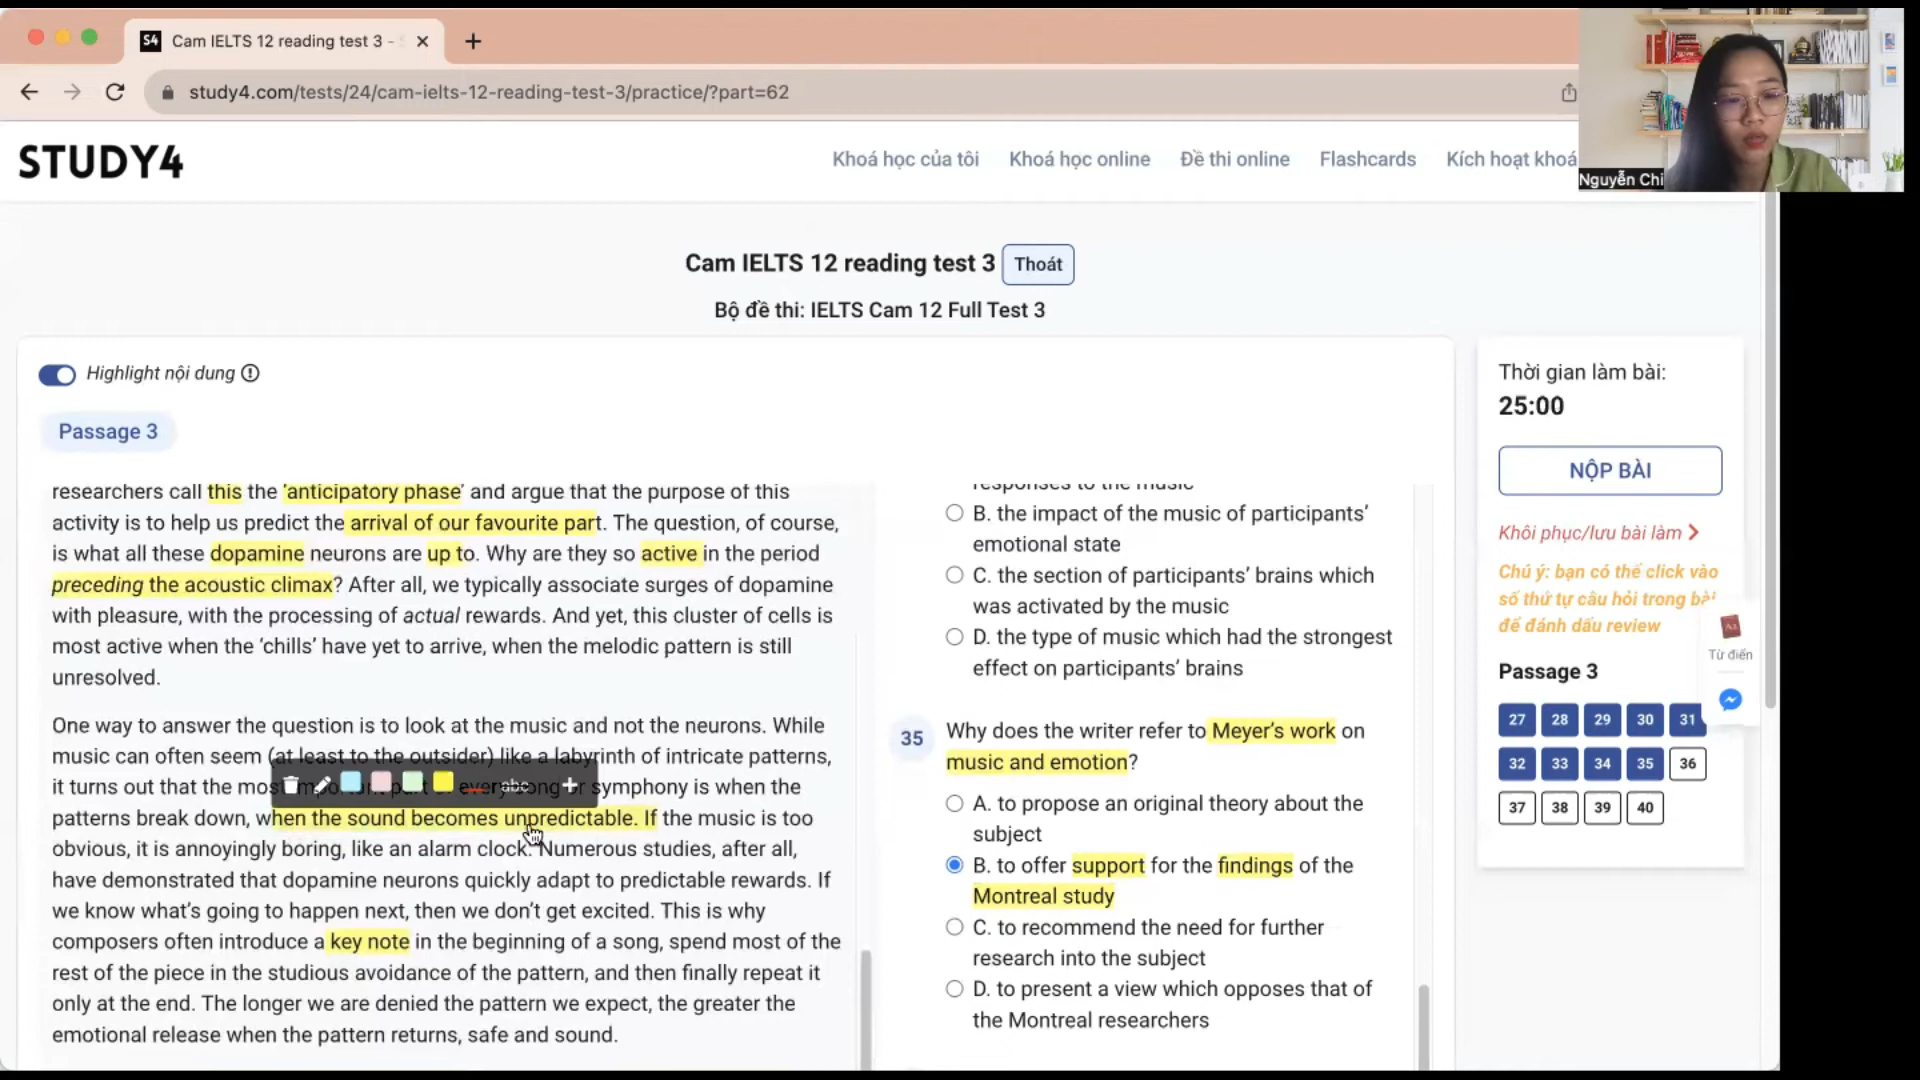 S4 Cam IELTS 12 reading test 3 -
study4.com/tests/24/cam-ielts-12-reading-test-3/practice/?part=62
Nguyễn Chi
STUDY4
Khoá học của tôi
Khoá học online
Đề thi online
Flashcards
Kích hoạt khoá
Cam IELTS 12 reading test 3
Thoát
Bộ đề thi: IELTS Cam 12 Full Test 3
Highlight nội dung
Passage 3
researchers call this the ‘anticipatory phase’ and argue that the purpose of this
activity is to help us predict the arrival of our favourite part. The question, of course,
is what all these dopamine neurons are up to. Why are they so active in the period
preceding the acoustic climax? After all, we typically associate surges of dopamine
with pleasure, with the processing of actual rewards. And yet, this cluster of cells is
most active when the ‘chills’ have yet to arrive, when the melodic pattern is still
unresolved.
One way to answer the question is to look at the music and not the neurons. While
music can often seem (at least to the outsider) like a labyrinth of intricate patterns,
it turns out that the most important part of every song or symphony is when the
patterns break down, when the sound becomes unpredictable. If the music is too
obvious, it is annoyingly boring, like an alarm clock. Numerous studies, after all,
have demonstrated that dopamine neurons quickly adapt to predictable rewards. If
we know what’s going to happen next, then we don’t get excited. This is why
composers often introduce a key note in the beginning of a song, spend most of the
rest of the piece in the studious avoidance of the pattern, and then finally repeat it
only at the end. The longer we are denied the pattern we expect, the greater the
emotional release when the pattern returns, safe and sound.
abc
responses to the music
B. the impact of the music of participants’
emotional state
C. the section of participants’ brains which
was activated by the music
D. the type of music which had the strongest
effect on participants’ brains
35 Why does the writer refer to Meyer’s work on
music and emotion?
A. to propose an original theory about the
subject
B. to offer support for the findings of the
Montreal study
C. to recommend the need for further
research into the subject
D. to present a view which opposes that of
the Montreal researchers
Thời gian làm bài:
25:00
NỘP BÀI
Khôi phục/lưu bài làm
Chú ý: bạn có thể click vào
số thứ tự câu hỏi trong bài
để đánh dấu review
Từ điển
Passage 3
27 28 29 30 31
32 33 34 35 36
37 38 39 40